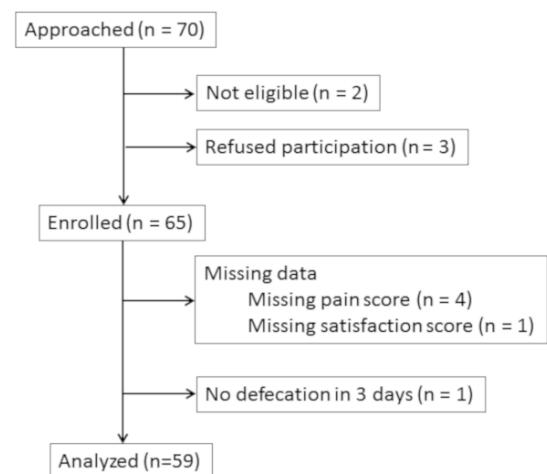 Approached (n = 70)
Not eligible (n = 2)
Refused participation (n = 3)
Enrolled (n = 65)
Missing data
Missing pain score (n = 4)
Missing satisfaction score (n = 1)
No defecation in 3 days (n = 1)
Analyzed (n=59)